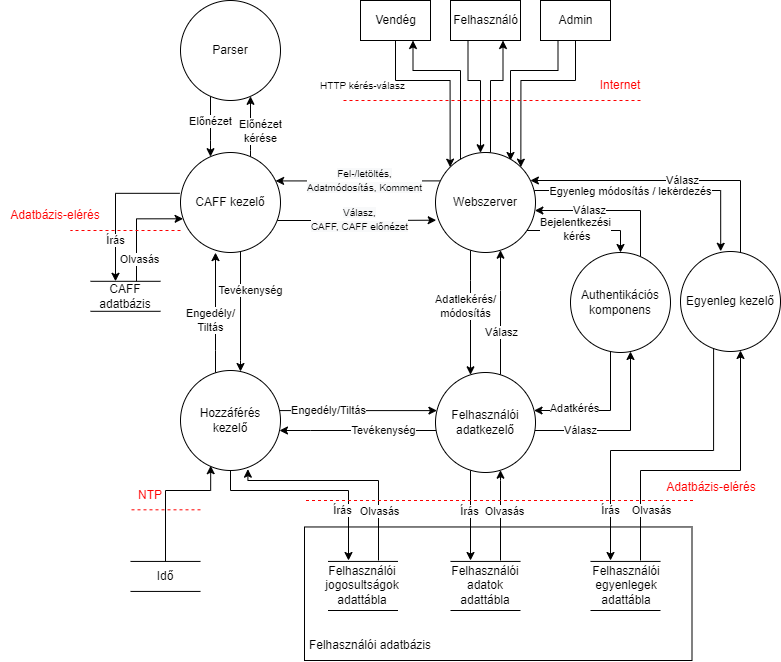 Parser
Vendég
Felhasználó
Admin
HTTP kérés-válasz
Internet
Előnézet
Előnézet
kérése
CAFF kezelő
Fel-/letöltés,
Adatmódosítás, Komment
Webszerver
Válasz
Egyenleg módosítás / lekérdezés
Válasz,
CAFF, CAFF előnézet
Válasz
Bejelentkezési
kérés
Adatbázis-elérés
Írás
Olvasás
CAFF
adatbázis
Tevékenység
Engedély/
Tiltás
Adatlekérés/
módosítás
Válasz
Authentikációs
komponens
Egyenleg kezelő
Hozzáférés
kezelő
Engedély/Tiltás
Tevékenység
Felhasználói
adatkezelő
Adatkérés
Válasz
NTP
Adatbázis-elérés
Írás
Olvasás
Írás
Olvasás
Írás
Olvasás
Idő
Felhasználói
jogosultságok
adattábla
Felhasználói
adatok
adattábla
Felhasználói
egyenlegek
adattábla
Felhasználói adatbázis